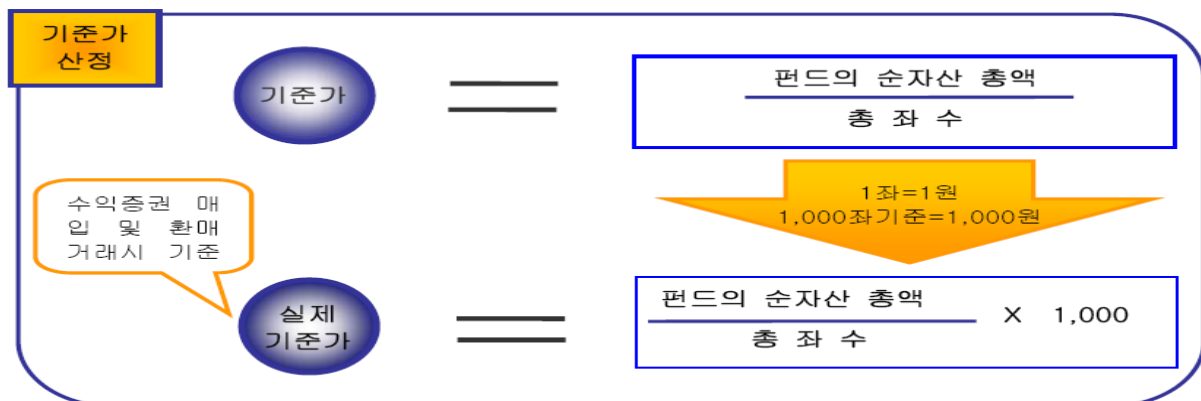 기준가
산정
기준가
펀드의 순자산 총액
총 좌 수
1좌=1원
1,000좌기준=1,000원
수익증권 매
입 및 환매
거래시 기준
실제
기준가
펀드의 순자산 총액
총 좌 수
X 1,000